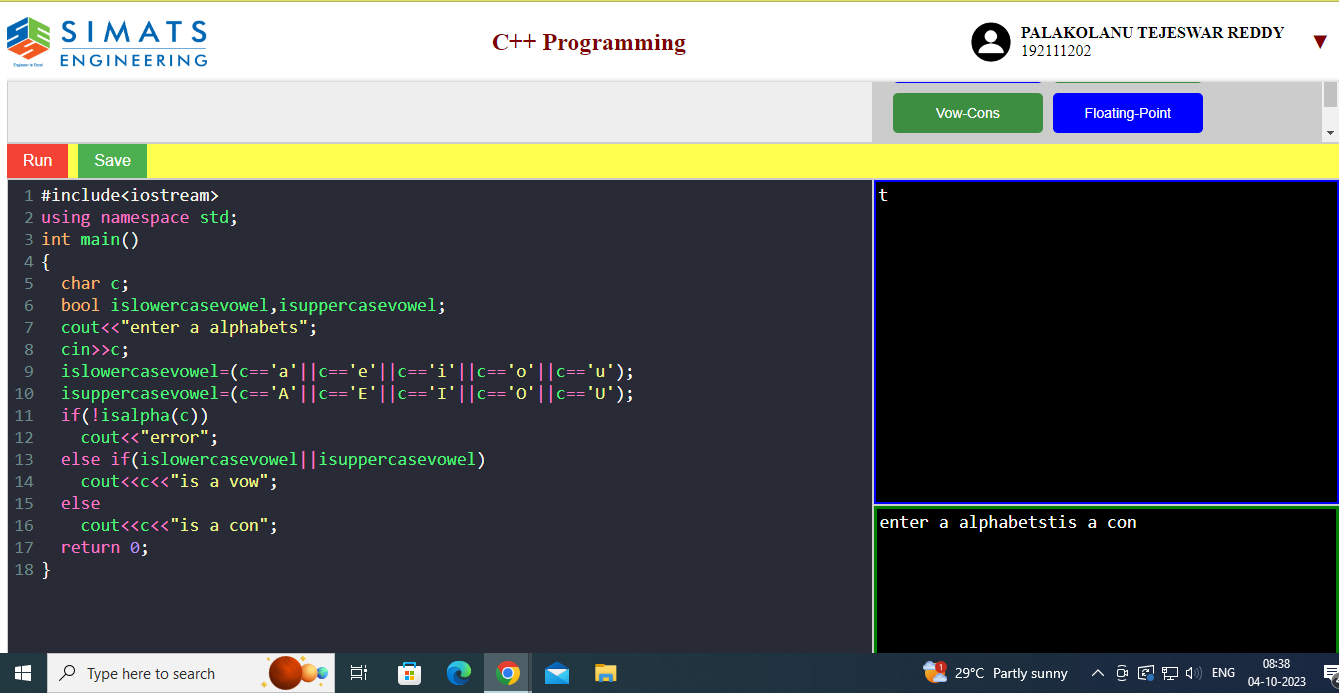 SIMATS
ENGINEERING
Engineer to Excel
C++ Programming
PALAKOLANU TEJESWAR REDDY
192111202
▼
Vow-Cons
Floating-Point
Run
Save
1 #include<iostream>
2 using namespace std;
3 int main()
4 {
5   char c;
6   bool islowercasevowel,isuppercasevowel;
7   cout<<"enter a alphabets";
8   cin>>c;
9   islowercasevowel=(c=='a'||c=='e'||c=='i'||c=='o'||c=='u');
10   isuppercasevowel=(c=='A'||c=='E'||c=='I'||c=='O'||c=='U');
11   if(!isalpha(c))
12     cout<<"error";
13   else if(islowercasevowel||isuppercasevowel)
14     cout<<c<<"is a vow";
15   else
16     cout<<c<<"is a con";
17   return 0;
18 }
t
enter a alphabetstis a con
Type here to search
1
29°C Partly sunny
ENG
08:38
04-10-2023